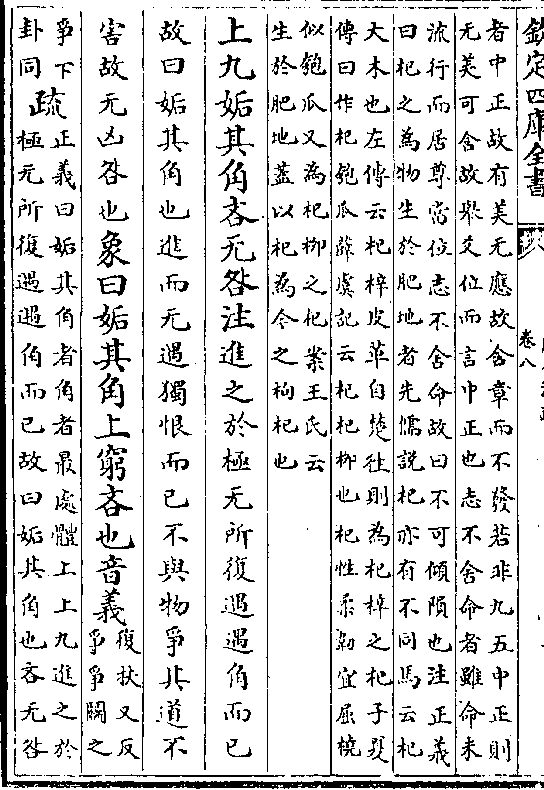 欽定四庫全書
卷八
者中正故有美无應故含章而不發若非九五中正則
无美可含故舉爻位而言中正也志不舍命者雖命未
流行而居尊當位志不舍命故曰不可傾隕也注正義
曰杞之為物生於肥地者先儒說杞亦有不同馬云杞
大木也左傳云杞梓皮革自楚往則為杞梓之杞子夏
傳曰作杞匏瓜薛虞記云杞杞柳也杞性柔韌宜屈橈
似匏瓜又為杞柳之杞案王氏云
生於肥地蓋以杞為今之枸杞也
上九姤其角吝无咎注進之於極无所復遇遇角而已
故曰姤其角也進而无遇獨恨而已不與物爭其道不
害故无凶咎也象曰姤其角上窮吝也音義復扶又反
爭爭鬭之
爭下
卦同
疏正義曰姤其角者角者最處體上上九進之於
極无所復遇遇角而已故曰姤其角也吝无咎